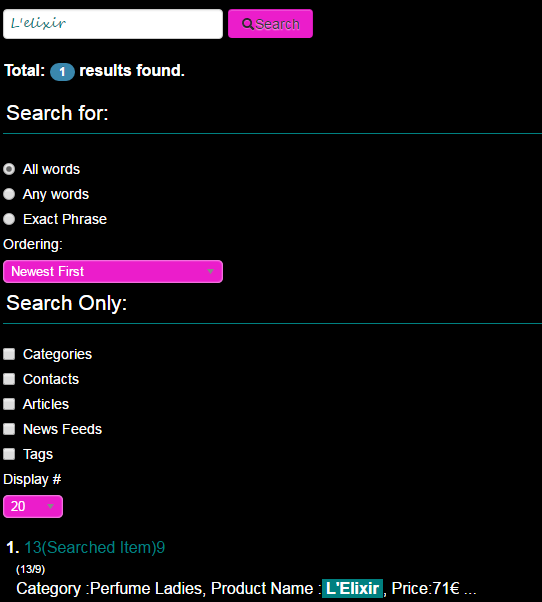 L'elixir
Search
Total: 1 results found.
Search for:
All words
Any words
Exact Phrase
Ordering:
Newest First
Search Only:
Categories
Contacts
Articles
News Feeds
Tags
Display #
20
1. 13(Searched Item)9
(13/9)
Category :Perfume Ladies, Product Name : L'Elixir , Price:71€ ...